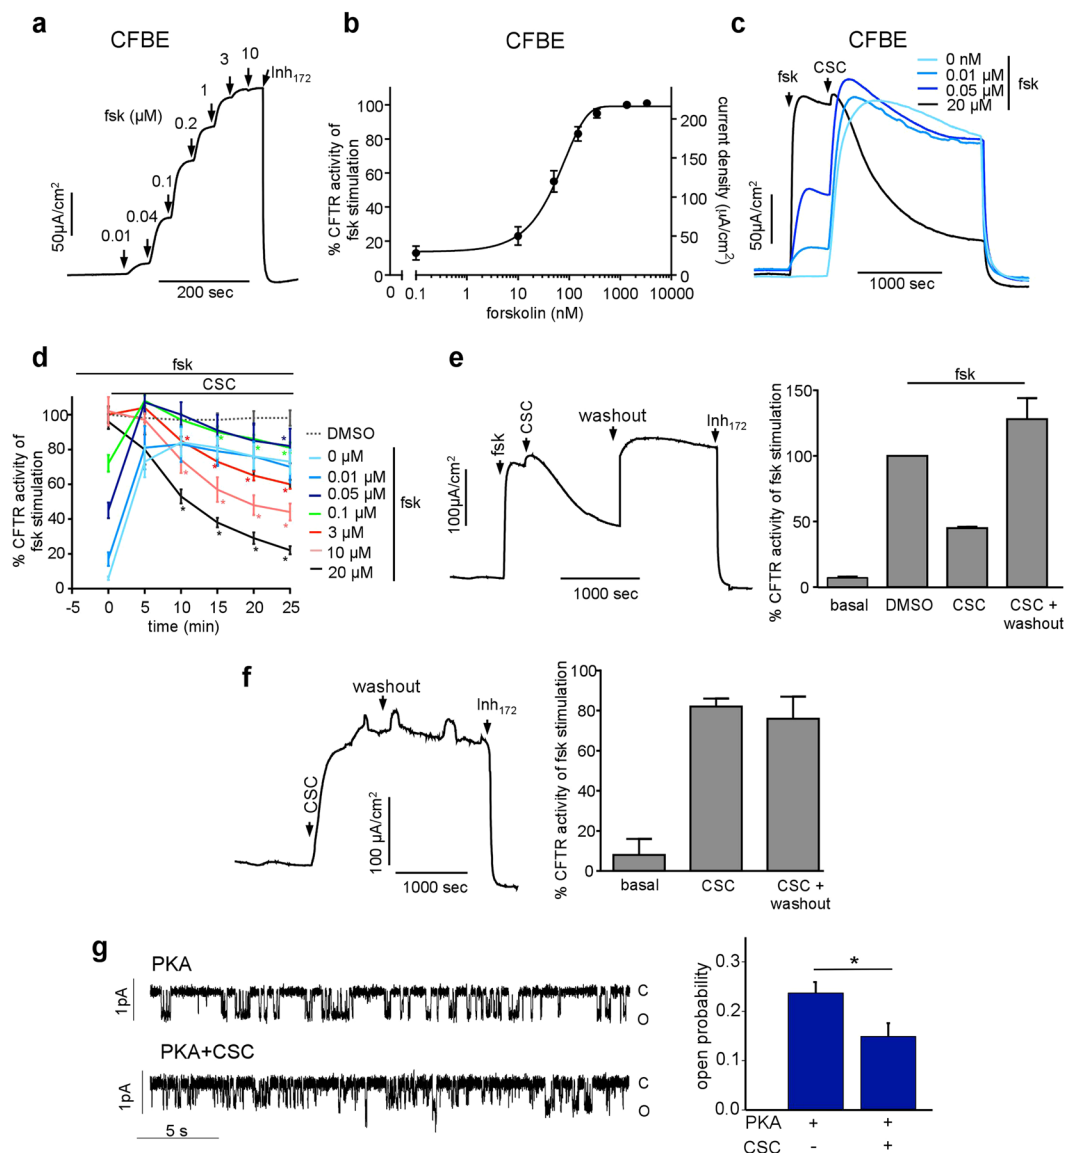 a
CFBE
fsk (µM)
0.01
0.04
0.1
0.2
1
3
10
Inh172
50µA/cm2
200 sec
b
CFBE
% CFTR activity of
fsk stimulation
100
80
60
40
20
0
200
150
100
50
0
current density (µA/cm²)
0
0.1
1
10
100
1000
10000
forskolin (nM)
c
CFBE
fsk
CSC
0 nM
0.01 µM
0.05 µM
20 µM
fsk
50µA/cm2
1000 sec
d
fsk
CSC
% CFTR activity of
fsk stimulation
100
80
60
40
20
0
-5
0
5
10
15
20
25
time (min)
* * * * * * * * * * * * * * * *
DMSO
0 µM
0.01 µM
0.05 µM
0.1 µM
3 µM
10 µM
20 µM
fsk
e
fsk
CSC
washout
Inh172
100µA/cm2
1000 sec
% CFTR activity of fsk stimulation
150
100
50
0
fsk
basal
DMSO
CSC
CSC +
washout
f
CSC
washout
Inh172
100 µA/cm2
1000 sec
% CFTR activity of fsk stimulation
100
80
60
40
20
0
basal
CSC
CSC +
washout
g
PKA
1pA
C
O
PKA+CSC
1pA
C
O
5 s
open probability
0.3
0.2
0.1
0.0
*
PKA + +
CSC - +